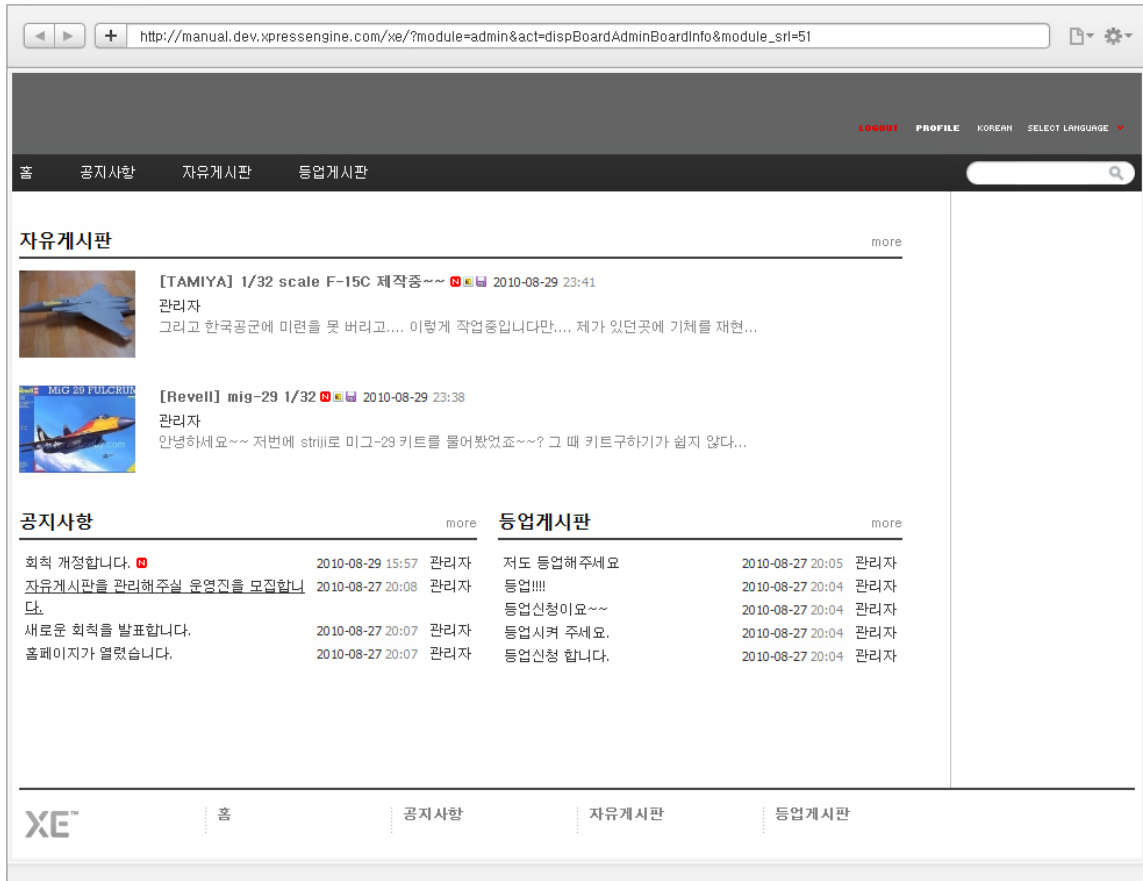 http://manual.dev.xpressengine.com/xe/?module=admin&act=dispBoardAdminBoardInfo&module_srl=51
LOGOUT PROFILE KOREAN SELECT LANGUAGE
홈 공지사항 자유게시판 등업게시판
자유게시판 more
[TAMIYA] 1/32 scale F-15C 제작중~~ N 2010-08-29 23:41
관리자
그리고 한국공군에 미련을 못 버리고.... 이렇게 작업중입니다만.... 제가 있던곳에 기체를 재현...
MiG 29 FULCRUM
[Revell] mig-29 1/32 N 2010-08-29 23:38
관리자
안녕하세요~~ 저번에 striji로 미그-29 키트를 물어봤었죠~~? 그 때 키트구하기가 쉽지 않다...
공지사항 more
회칙 개정합니다. N 2010-08-29 15:57 관리자
자유게시판을 관리해주실 운영진을 모집합니 2010-08-27 20:08 관리자
다.
새로운 회칙을 발표합니다. 2010-08-27 20:07 관리자
홈페이지가 열렸습니다. 2010-08-27 20:07 관리자
등업게시판 more
저도 등업해주세요 2010-08-27 20:05 관리자
등업!!!! 2010-08-27 20:04 관리자
등업신청이요~~ 2010-08-27 20:04 관리자
등업시켜 주세요. 2010-08-27 20:04 관리자
등업신청 합니다. 2010-08-27 20:04 관리자
XE™ 홈 공지사항 자유게시판 등업게시판